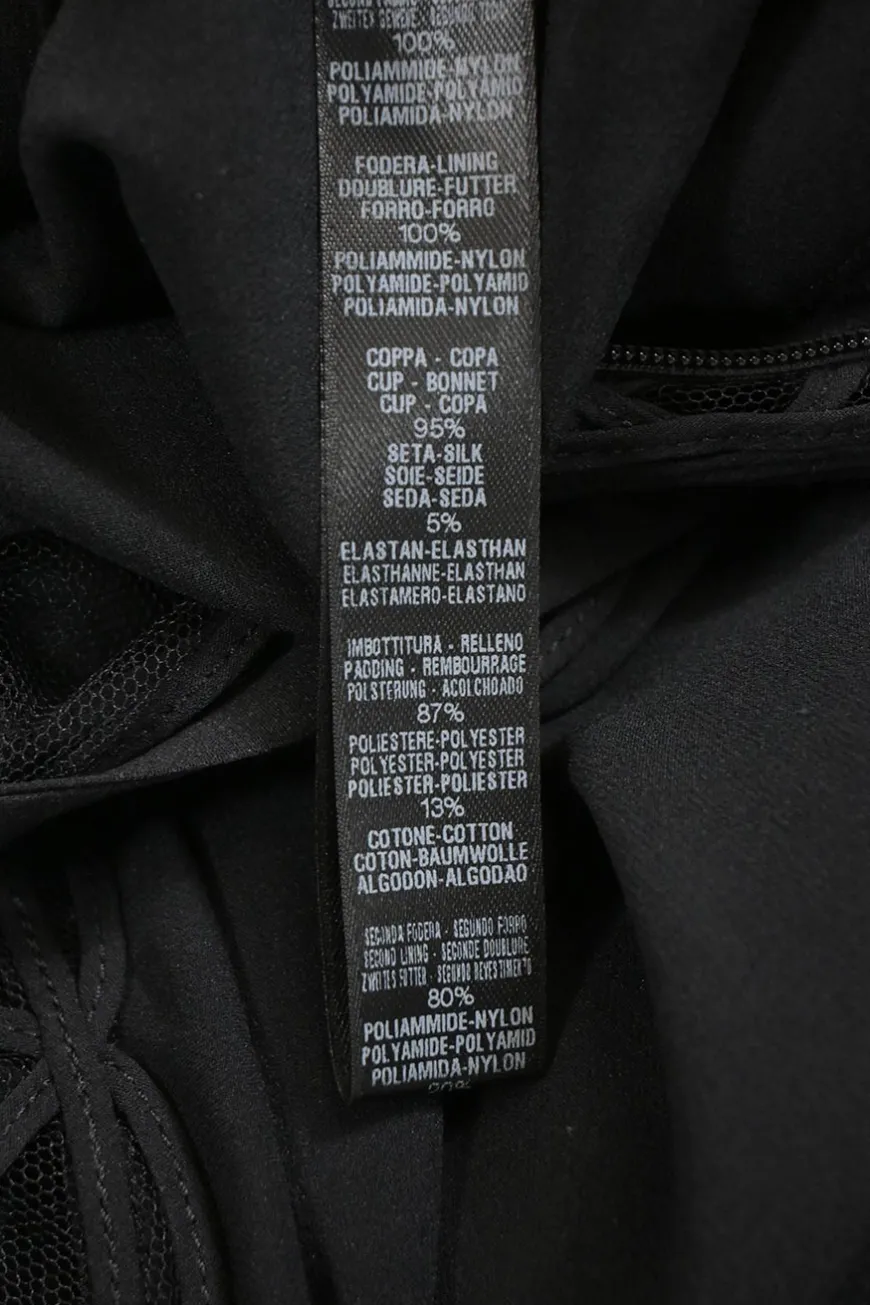 100%
POLIAMMIDE-NYLON
POLYAMIDE-POLYAMID
POLIAMIDA-NYLON
FODERA-LINING
DOUBLURE-FUTTER
FORRO-FORRO
100%
POLIAMMIDE-NYLON
POLYAMIDE-POLYAMID
POLIAMIDA-NYLON
COPPA - COPA
CUP - BONNET
CUP - COPA
95%
SETA-SILK
SOIE-SEIDE
SEDA-SEDA
5%
ELASTAN-ELASTHAN
ELASTHANNE-ELASTHAN
ELASTAMERO-ELASTANO
IMBOTTITURA - RELLENO
PADDING - REMBOURRAGE
POLSTERUNG - ACOLCHOADO
87%
POLIESTERE-POLYESTER
POLYESTER-POLYESTER
POLIESTER-POLIESTER
13%
COTONE-COTTON
COTON-BAUMWOLLE
ALGODON-ALGODAO
SECONDA FODERA - SEGUNDO FORRO
SECOND LINING - SECONDE DOUBLURE
ZWEITES FUTTER - SEGUNDO REVESTIMENTO
80%
POLIAMMIDE-NYLON
POLYAMIDE-POLYAMID
POLIAMIDA-NYLON
20%